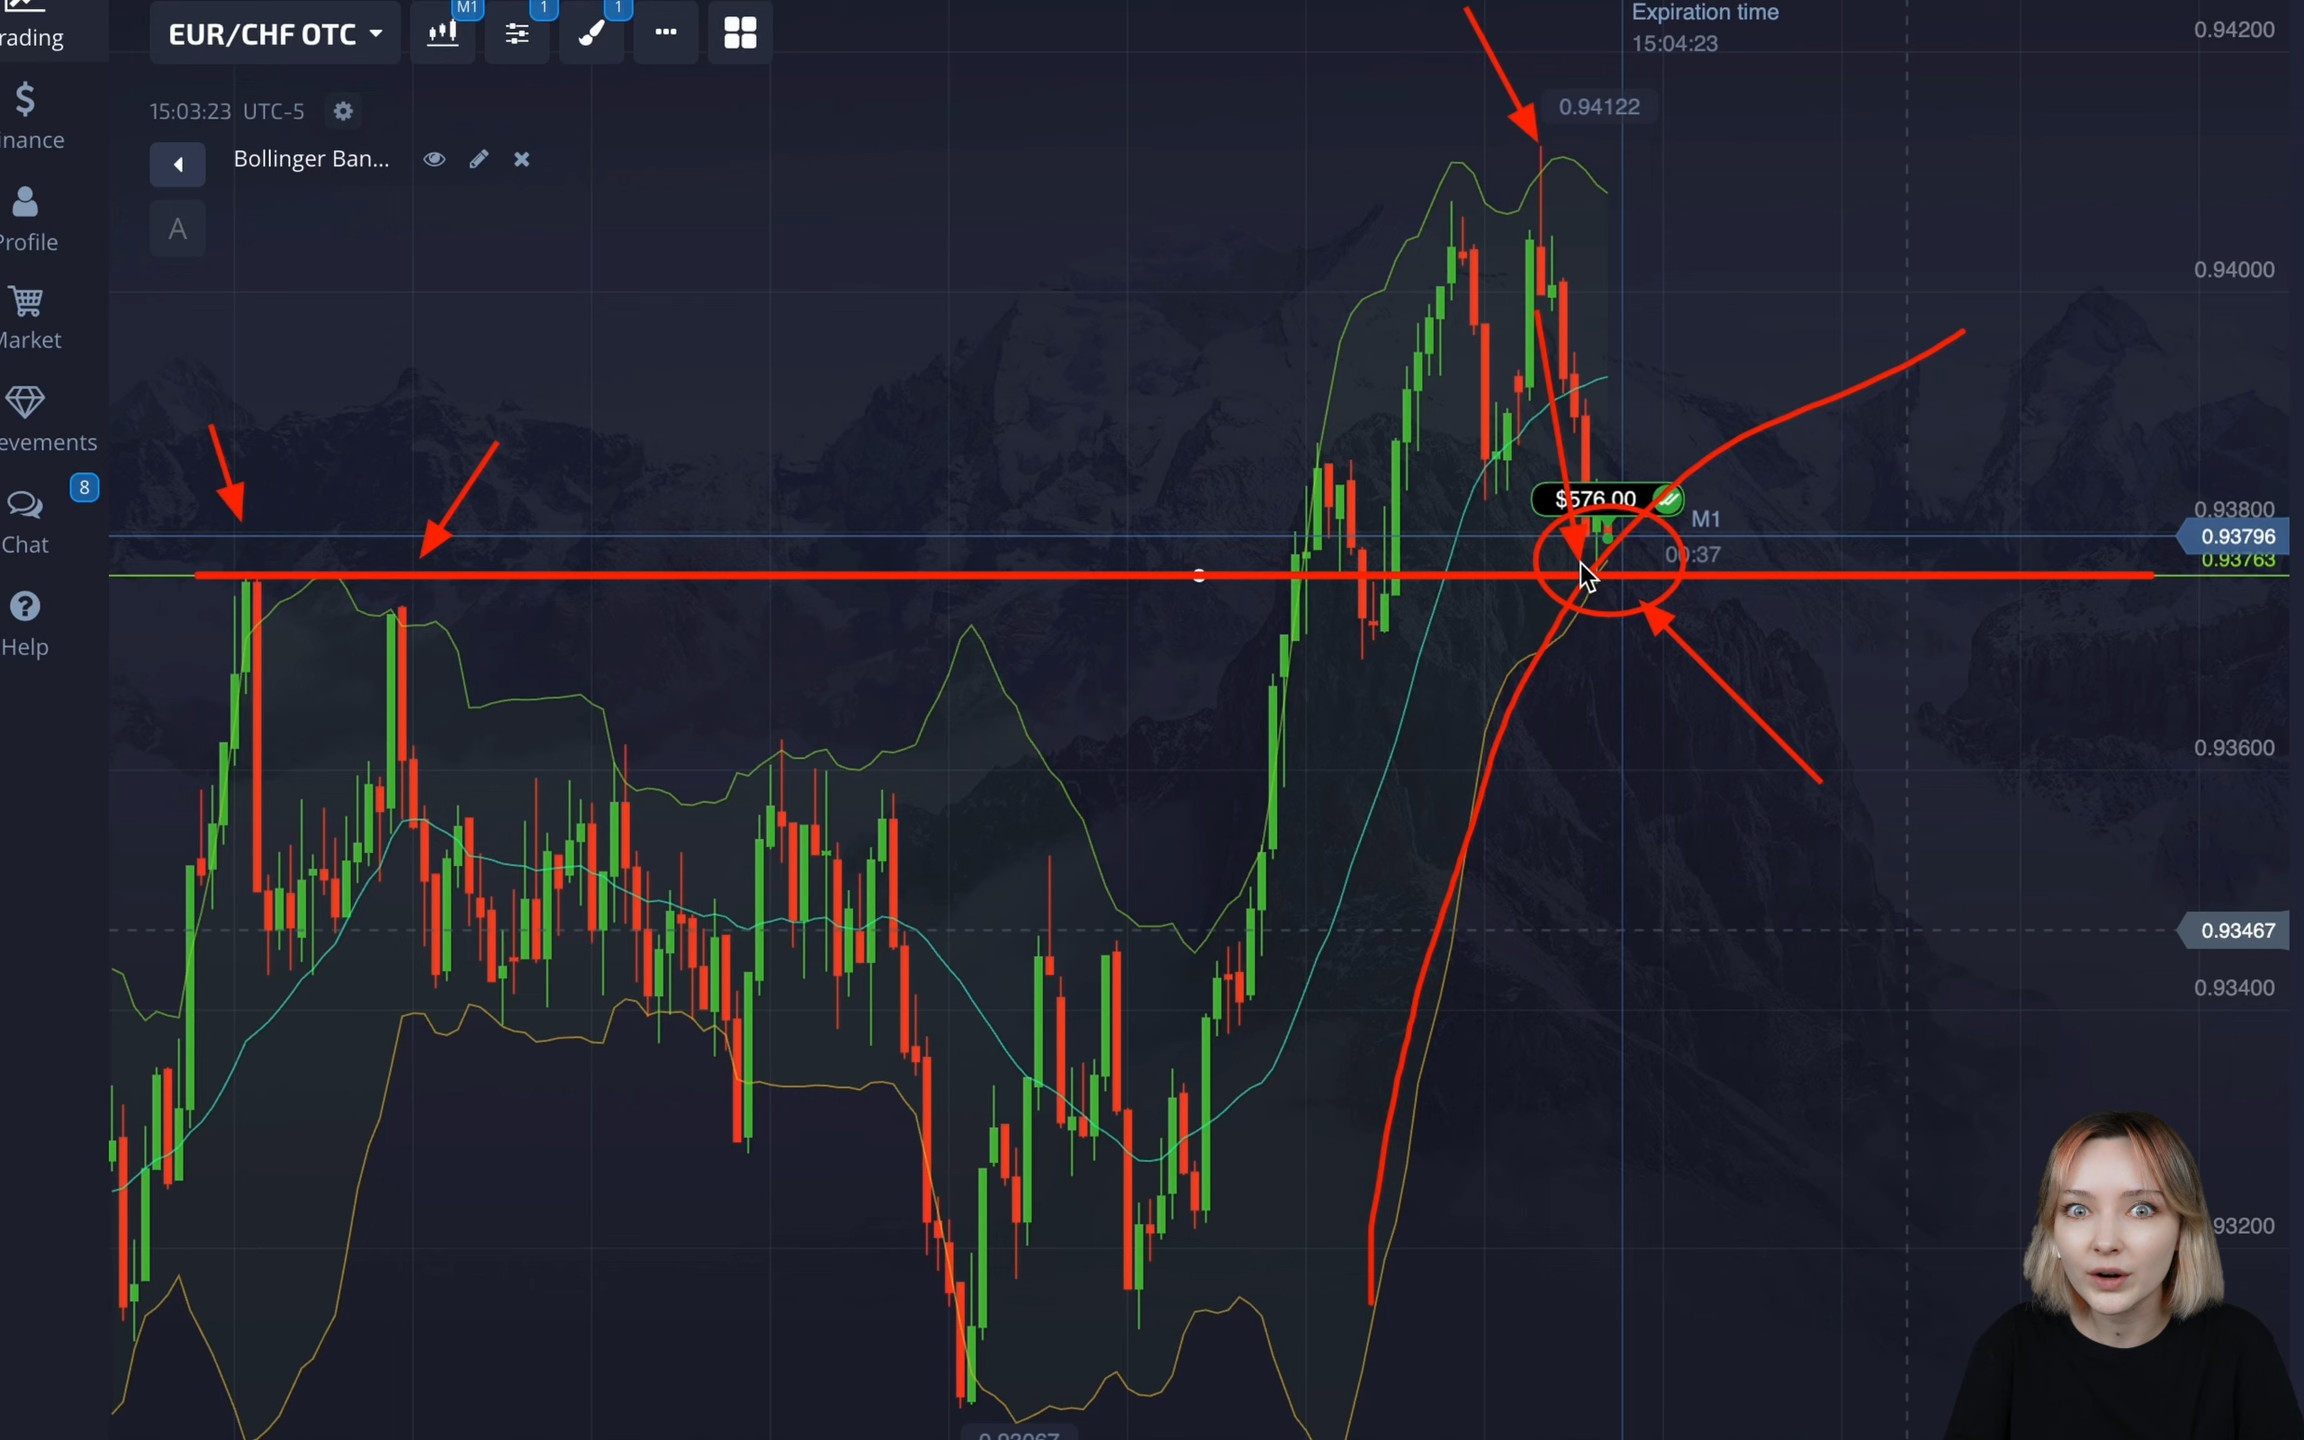 rading
EUR/CHF OTC
M1
1
1
Expiration time
15:04:23
0.94200
15:03:23 UTC-5
0.94122
inance
Bollinger Ban...
A
Profile
0.94000
Market
evements
8
Chat
$576.00
M1
00:37
0.93800
0.93796
0.93763
Help
0.93600
0.93467
0.93400
93200